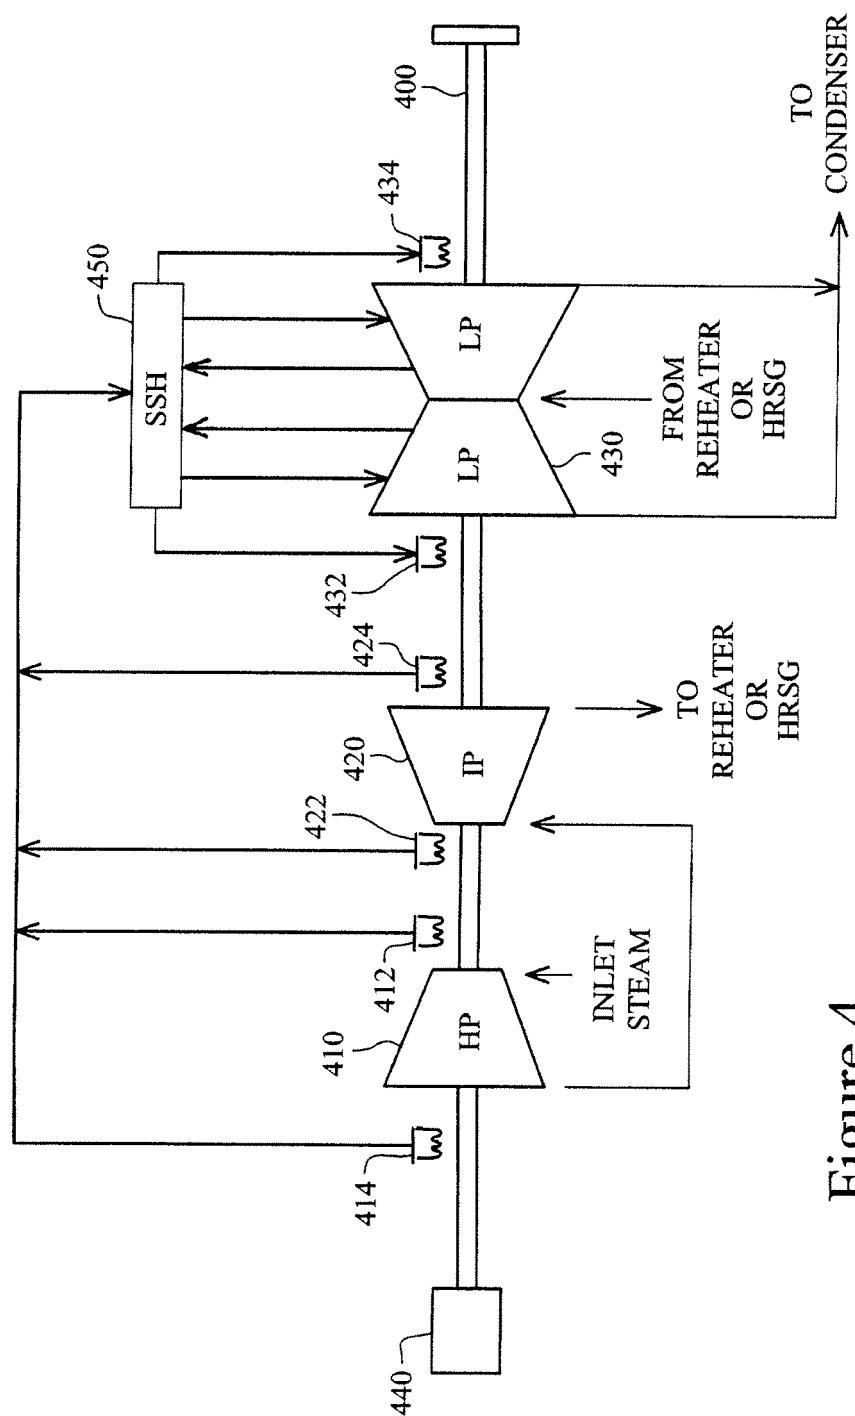 450
SSH
434
400
432
424
LP
LP
430
FROM
REHEATER
OR
HRSG
TO
CONDENSER
422
420
IP
TO
REHEATER
OR
HRSG
412
410
HP
INLET
STEAM
414
440
Figure 4